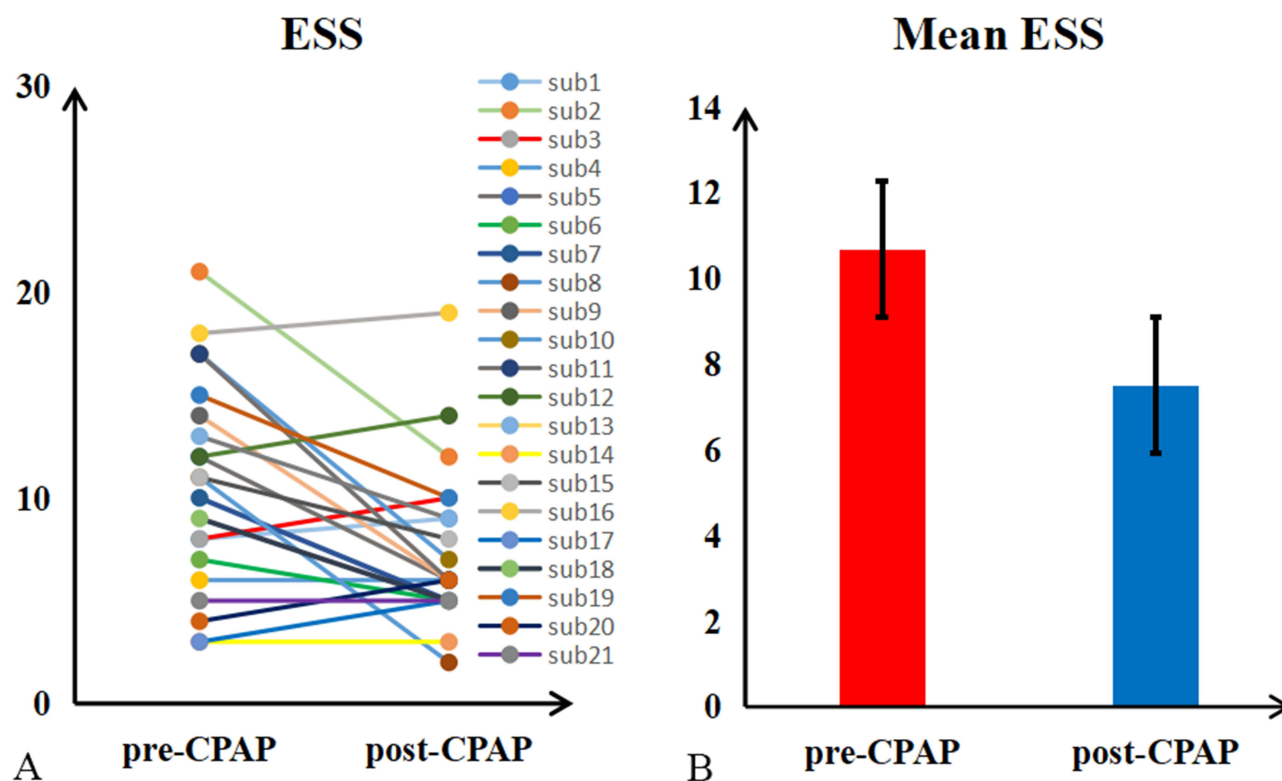 ESS
30
20
10
0
pre-CPAP post-CPAP
sub1
sub2
sub3
sub4
sub5
sub6
sub7
sub8
sub9
sub10
sub11
sub12
sub13
sub14
sub15
sub16
sub17
sub18
sub19
sub20
sub21
A
Mean ESS
14
12
10
8
6
4
2
0
pre-CPAP post-CPAP
B